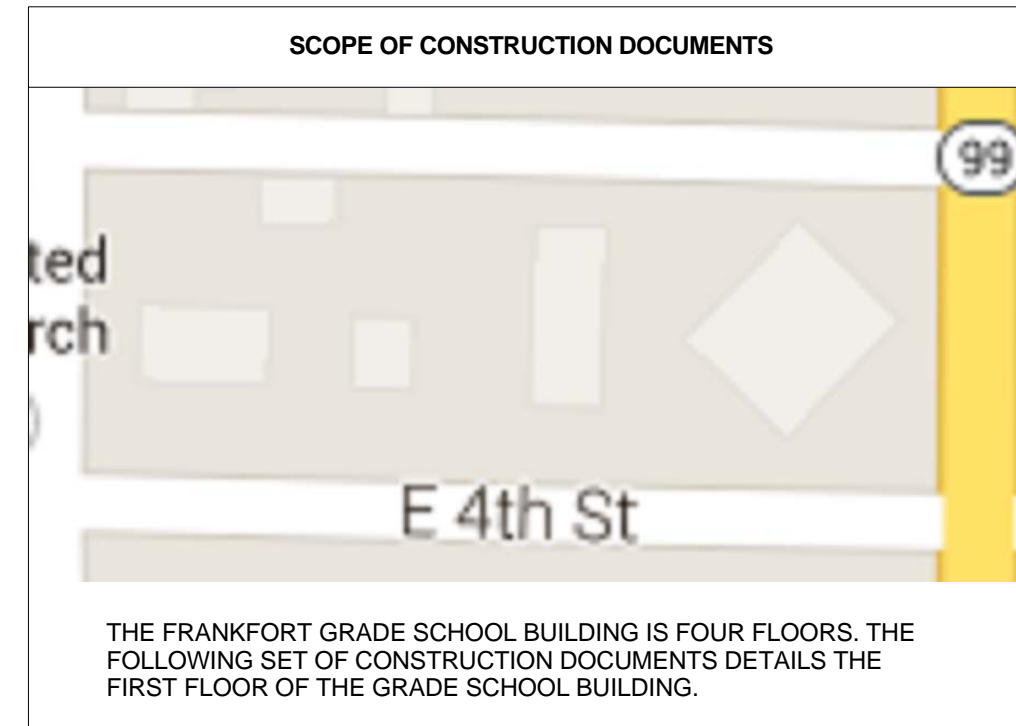 SCOPE OF CONSTRUCTION DOCUMENTS
99
ted
rch
E 4th St
THE FRANKFORT GRADE SCHOOL BUILDING IS FOUR FLOORS. THE
FOLLOWING SET OF CONSTRUCTION DOCUMENTS DETAILS THE
FIRST FLOOR OF THE GRADE SCHOOL BUILDING.